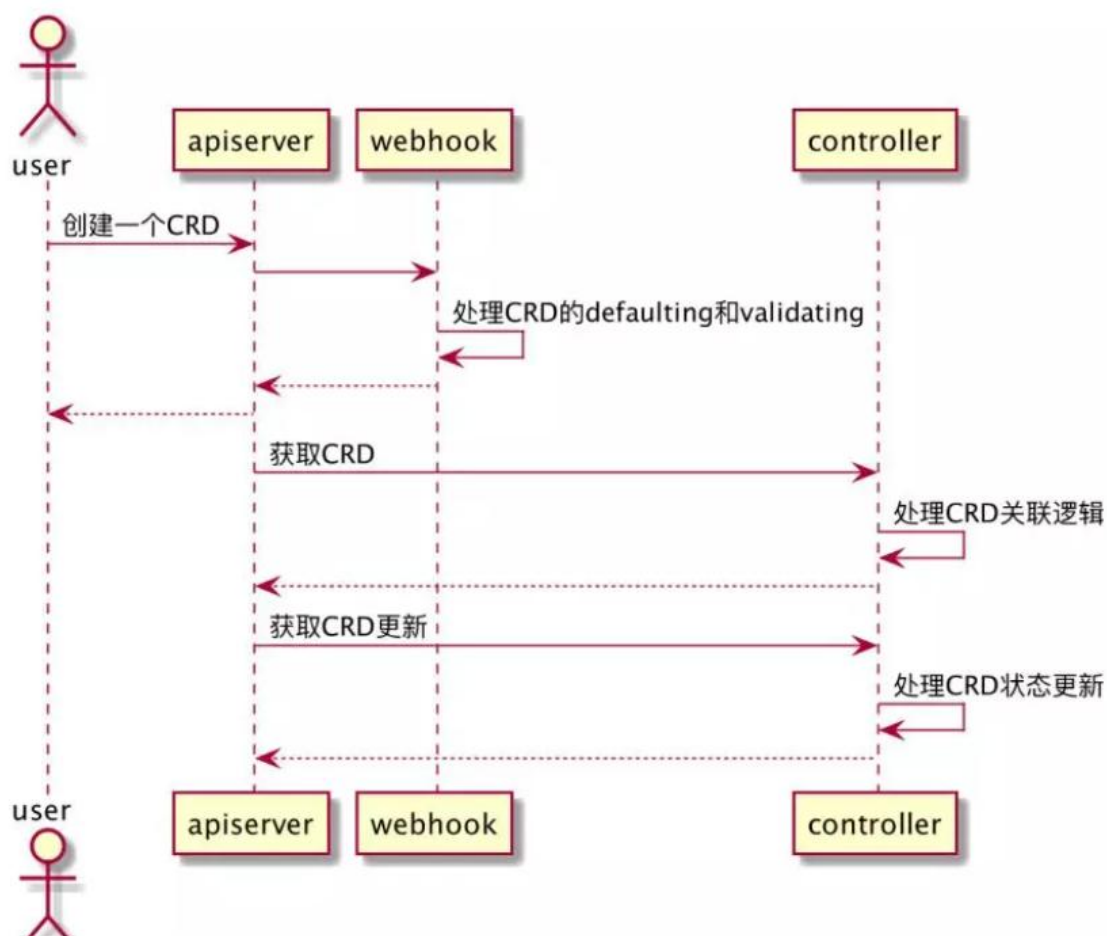 user
apiserver
webhook
controller
创建一个CRD
处理CRD的defaulting和validating
获取CRD
处理CRD关联逻辑
获取CRD更新
处理CRD状态更新
user
apiserver
webhook
controller